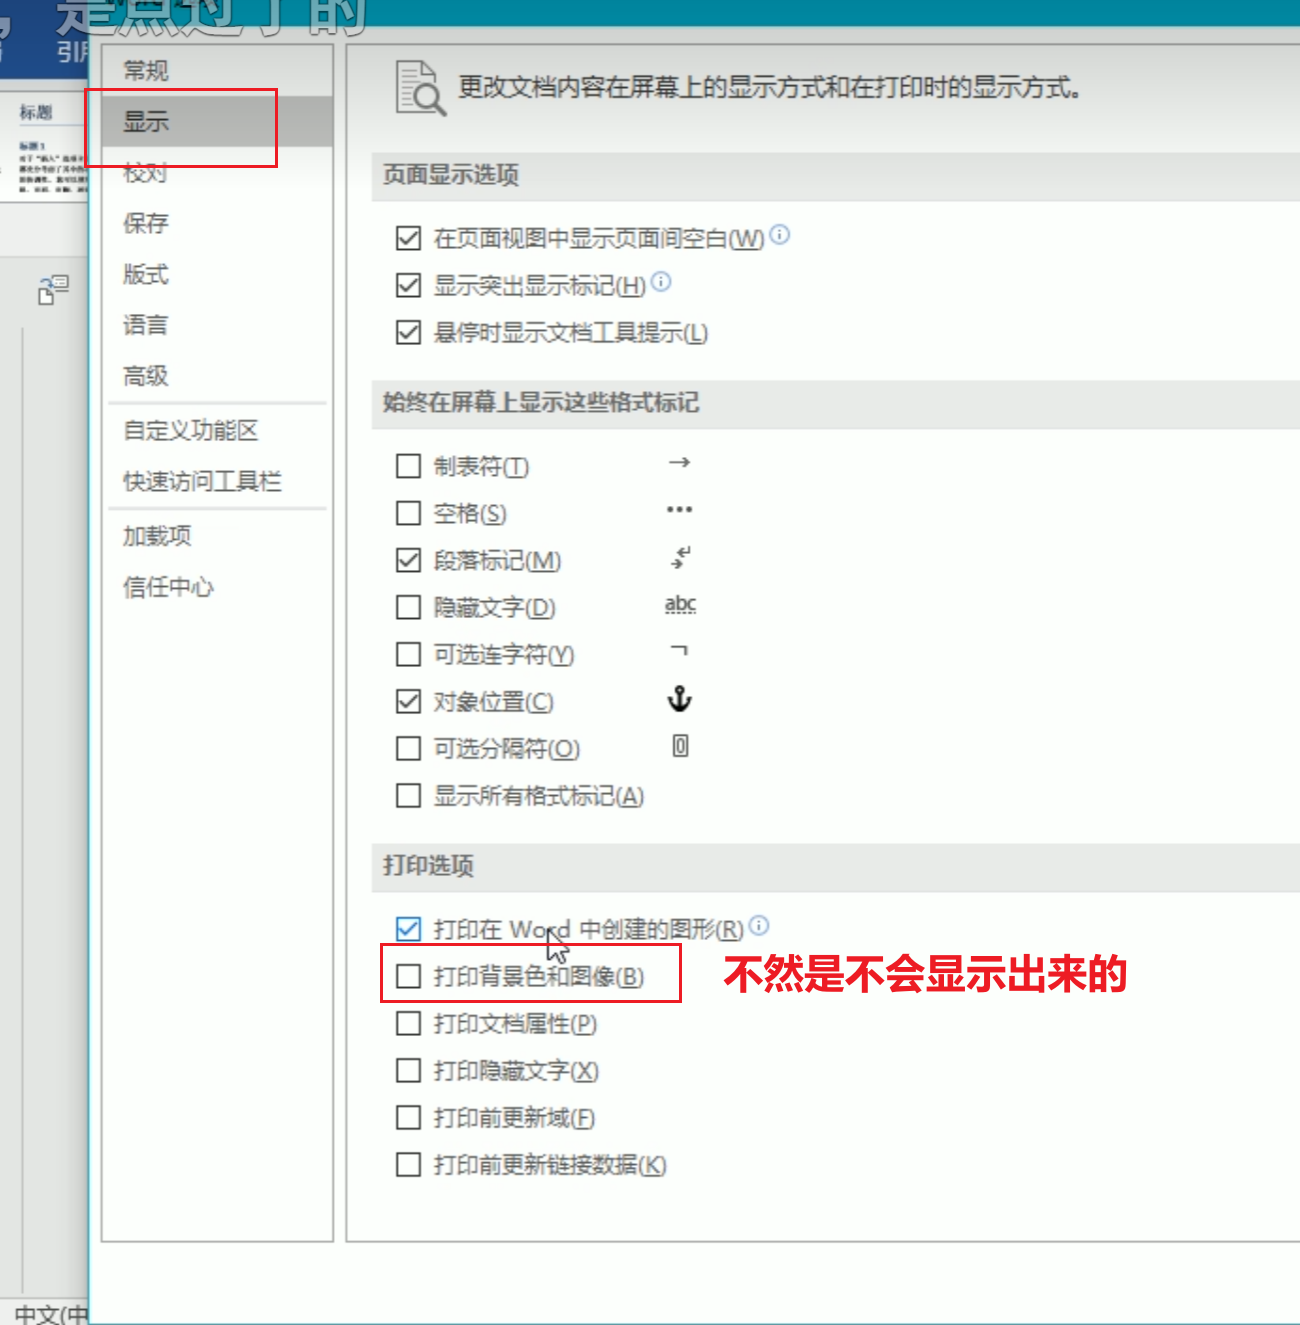 ，是点过了的
Word 选项
引用
标题
标题 1
常规
显示
校对
保存
版式
语言
高级
自定义功能区
快速访问工具栏
加载项
信任中心
更改文档内容在屏幕上的显示方式和在打印时的显示方式。
页面显示选项
在页面视图中显示页面间空白(W)
显示突出显示标记(H)
悬停时显示文档工具提示(L)
始终在屏幕上显示这些格式标记
制表符(T) →
空格(S) •••
段落标记(M)
隐藏文字(D) abc
可选连字符(Y) ¬
对象位置(C)
可选分隔符(O)
显示所有格式标记(A)
打印选项
打印在 Word 中创建的图形(R)
打印背景色和图像(B) 不然是不会显示出来的
打印文档属性(P)
打印隐藏文字(X)
打印前更新域(F)
打印前更新链接数据(K)
中文(中